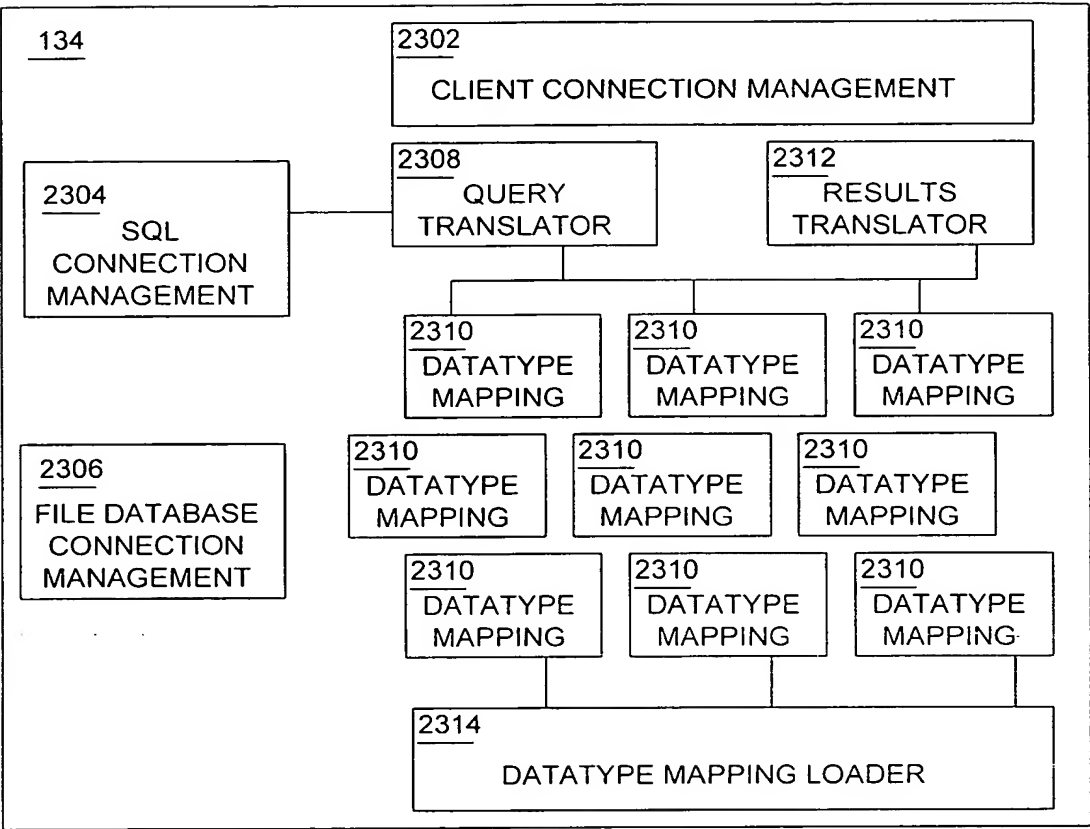 134
2302
CLIENT CONNECTION MANAGEMENT
2304
SQL
CONNECTION
MANAGEMENT
2308
QUERY
TRANSLATOR
2312
RESULTS
TRANSLATOR
2310
DATATYPE
MAPPING
2310
DATATYPE
MAPPING
2310
DATATYPE
MAPPING
2306
FILE DATABASE
CONNECTION
MANAGEMENT
2310
DATATYPE
MAPPING
2310
DATATYPE
MAPPING
2310
DATATYPE
MAPPING
2310
DATATYPE
MAPPING
2310
DATATYPE
MAPPING
2310
DATATYPE
MAPPING
2314
DATATYPE MAPPING LOADER